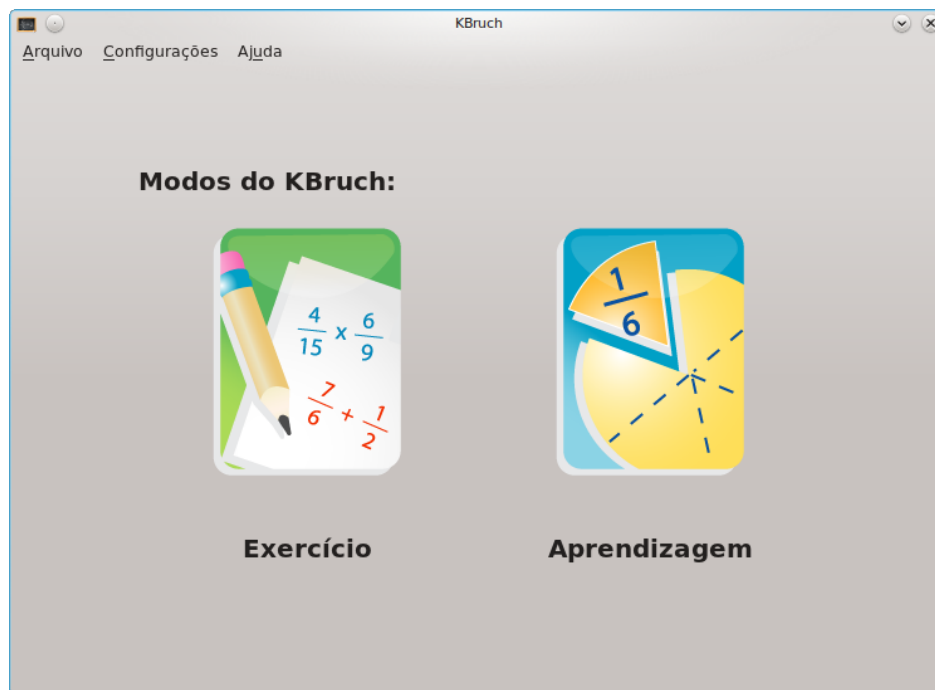 KBruch
Arquivo Configurações Ajuda
Modos do KBruch:
4/15 x 6/9
7/6 + 1/2
1/6
Exercício Aprendizagem